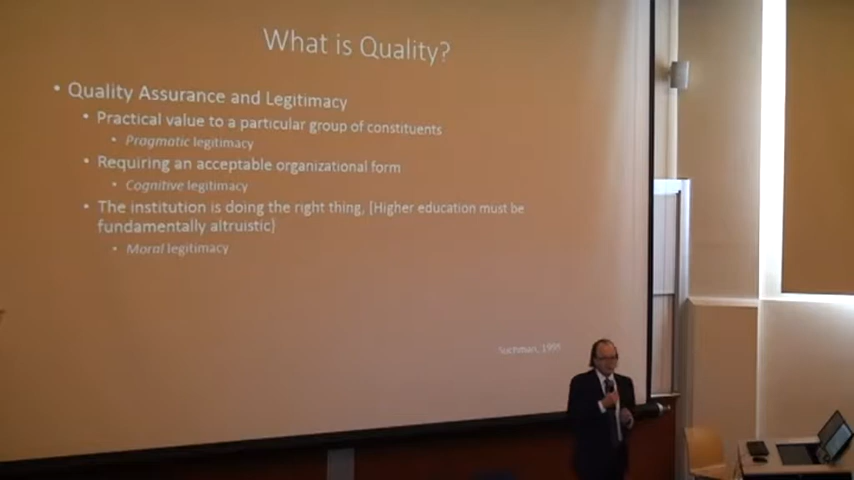 What is Quality?
• Quality Assurance and Legitimacy
• Practical value to a particular group of constituents
• Pragmatic legitimacy
• Requiring an acceptable organizational form
• Cognitive legitimacy
• The institution is doing the right thing, [Higher education must be
fundamentally altruistic]
• Moral legitimacy
Suchman, 1995